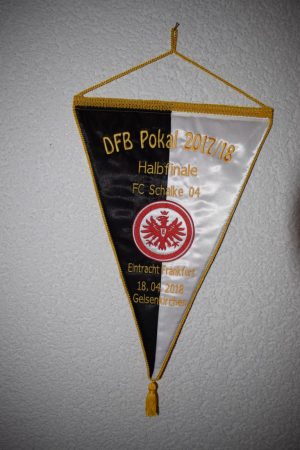 DFB Pokal 2017/18
Halbfinale
FC Schalke 04
Eintracht Frankfurt
18.04.2018
Gelsenkirchen